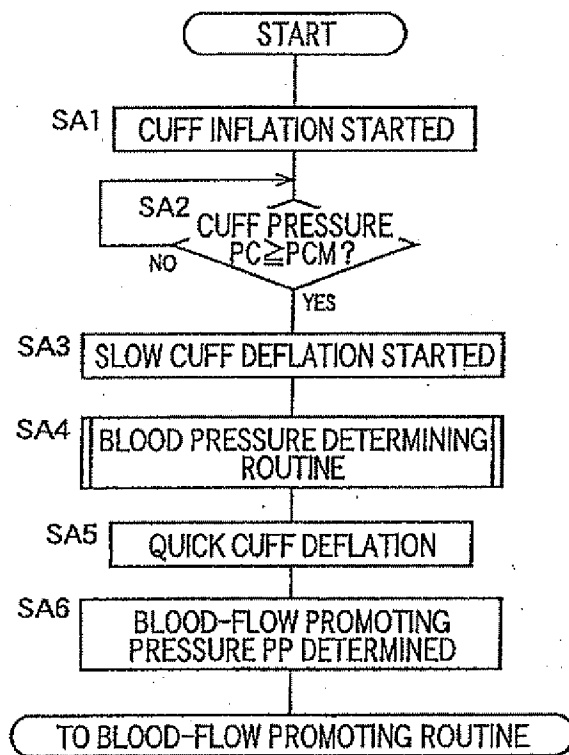 START
SA1
CUFF INFLATION STARTED
SA2
CUFF PRESSURE
PC≧PCM?
NO
YES
SA3
SLOW CUFF DEFLATION STARTED
SA4
BLOOD PRESSURE DETERMINING
ROUTINE
SA5
QUICK CUFF DEFLATION
SA6
BLOOD-FLOW PROMOTING
PRESSURE PP DETERMINED
TO BLOOD-FLOW PROMOTING ROUTINE